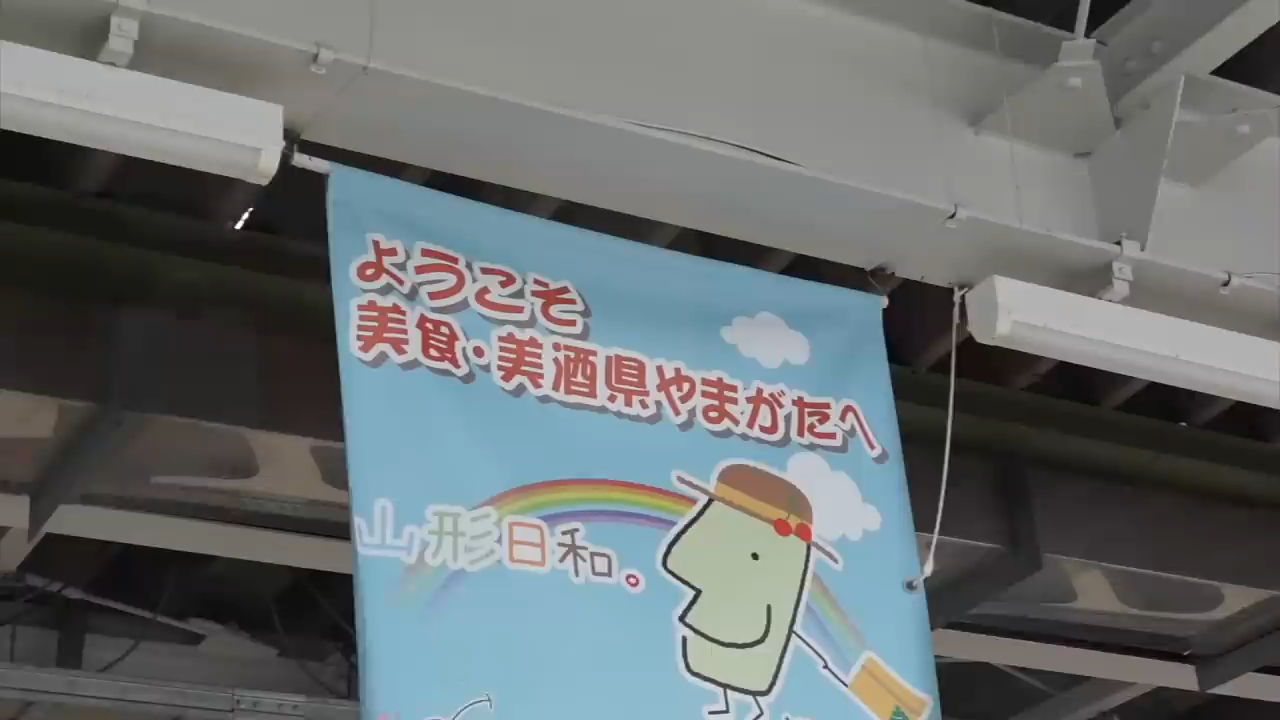 ようこそ
美食・美酒県やまがたへ
山形日和。